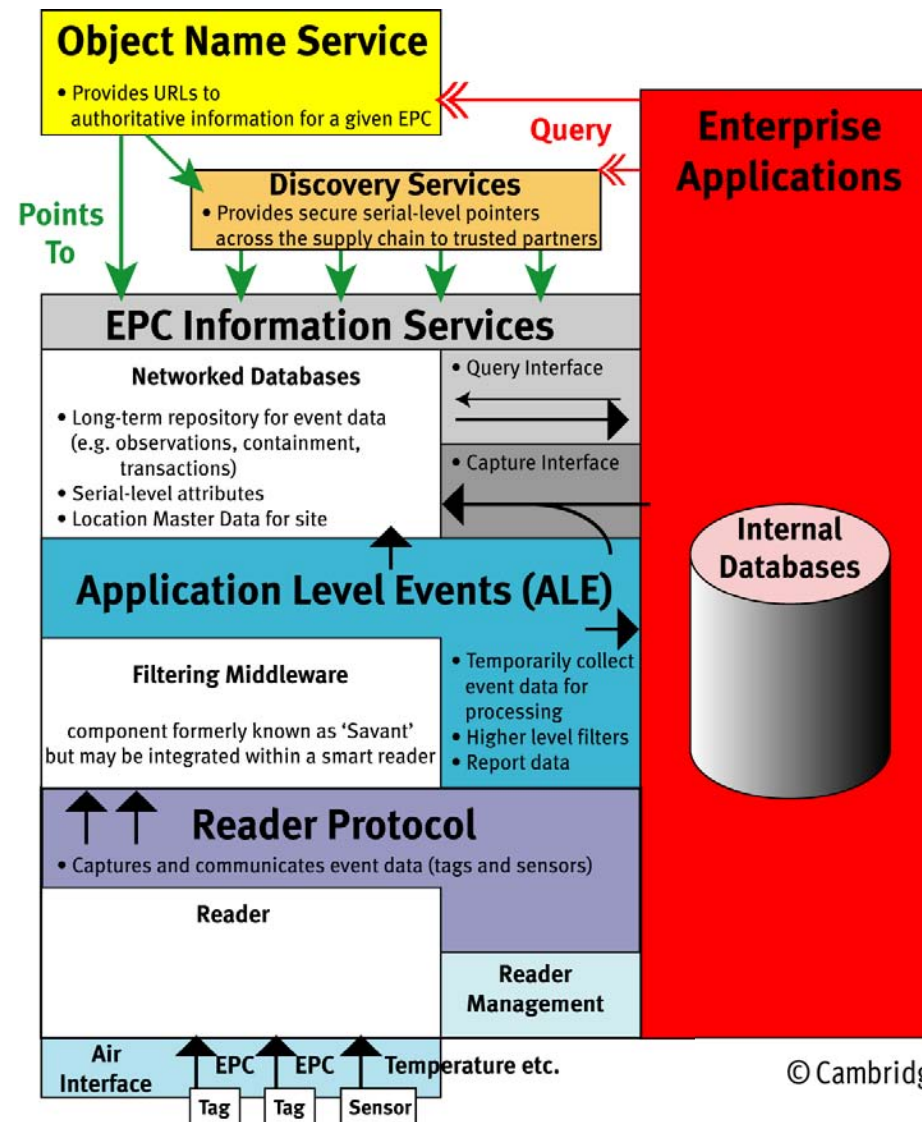 Object Name Service
• Provides URLs to
authoritative information for a given EPC
Query
Enterprise
Applications
Discovery Services
• Provides secure serial-level pointers
across the supply chain to trusted partners
Points
To
EPC Information Services
Networked Databases
• Long-term repository for event data
(e.g. observations, containment,
transactions)
• Serial-level attributes
• Location Master Data for site
• Query Interface
• Capture Interface
Internal
Databases
Application Level Events (ALE)
Filtering Middleware
component formerly known as ‘Savant’
but may be integrated within a smart reader
• Temporarily collect
event data for
processing
• Higher level filters
• Report data
Reader Protocol
• Captures and communicates event data (tags and sensors)
Reader
Reader
Management
Air
Interface
EPC
EPC
Temperature etc.
Tag
Tag
Sensor
© Cambridg